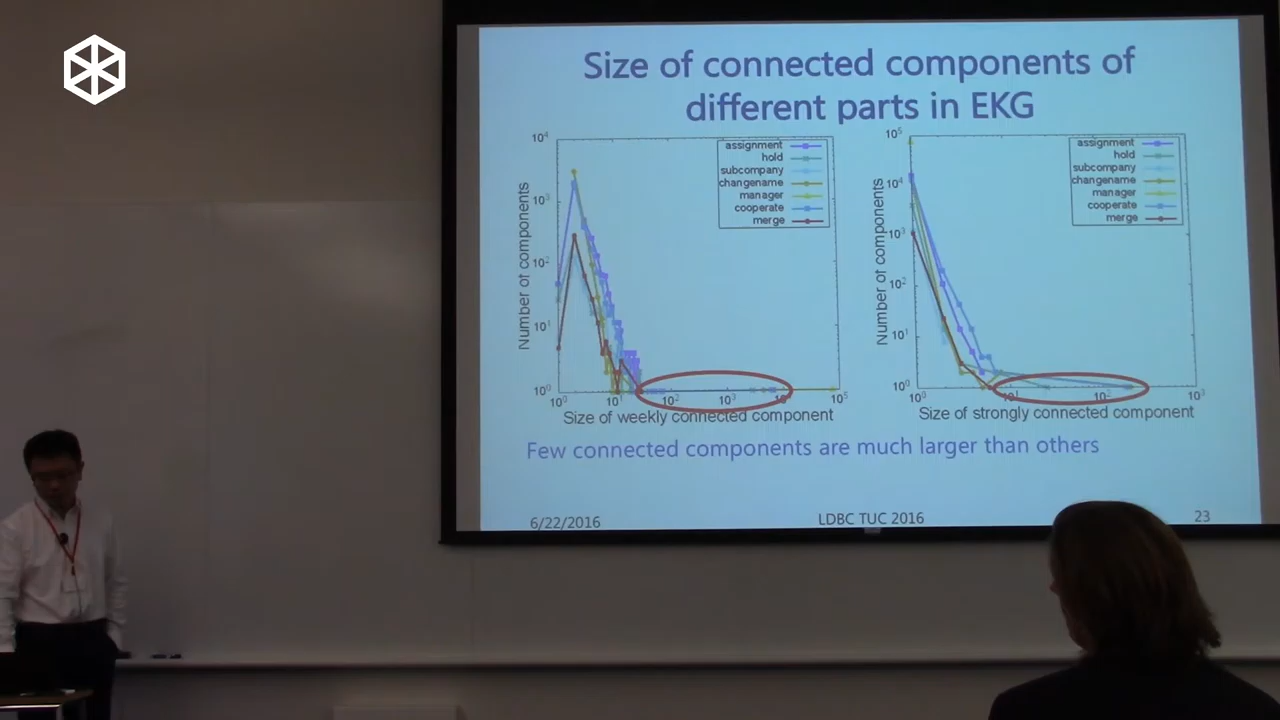 Size of connected components of
different parts in EKG
10^4
10^3
10^2
10^1
10^0
Number of components
assignment
hold
subcompany
changename
manager
cooperate
merge
10^0 10^1 10^2 10^3 10^5
Size of weekly connected component
10^5
10^4
10^3
10^2
10^1
10^0
Number of components
assignment
hold
subcompany
changename
manager
cooperate
merge
10^0 10^1 10^2 10^3
Size of strongly connected component
Few connected components are much larger than others
6/22/2016 LDBC TUC 2016 23